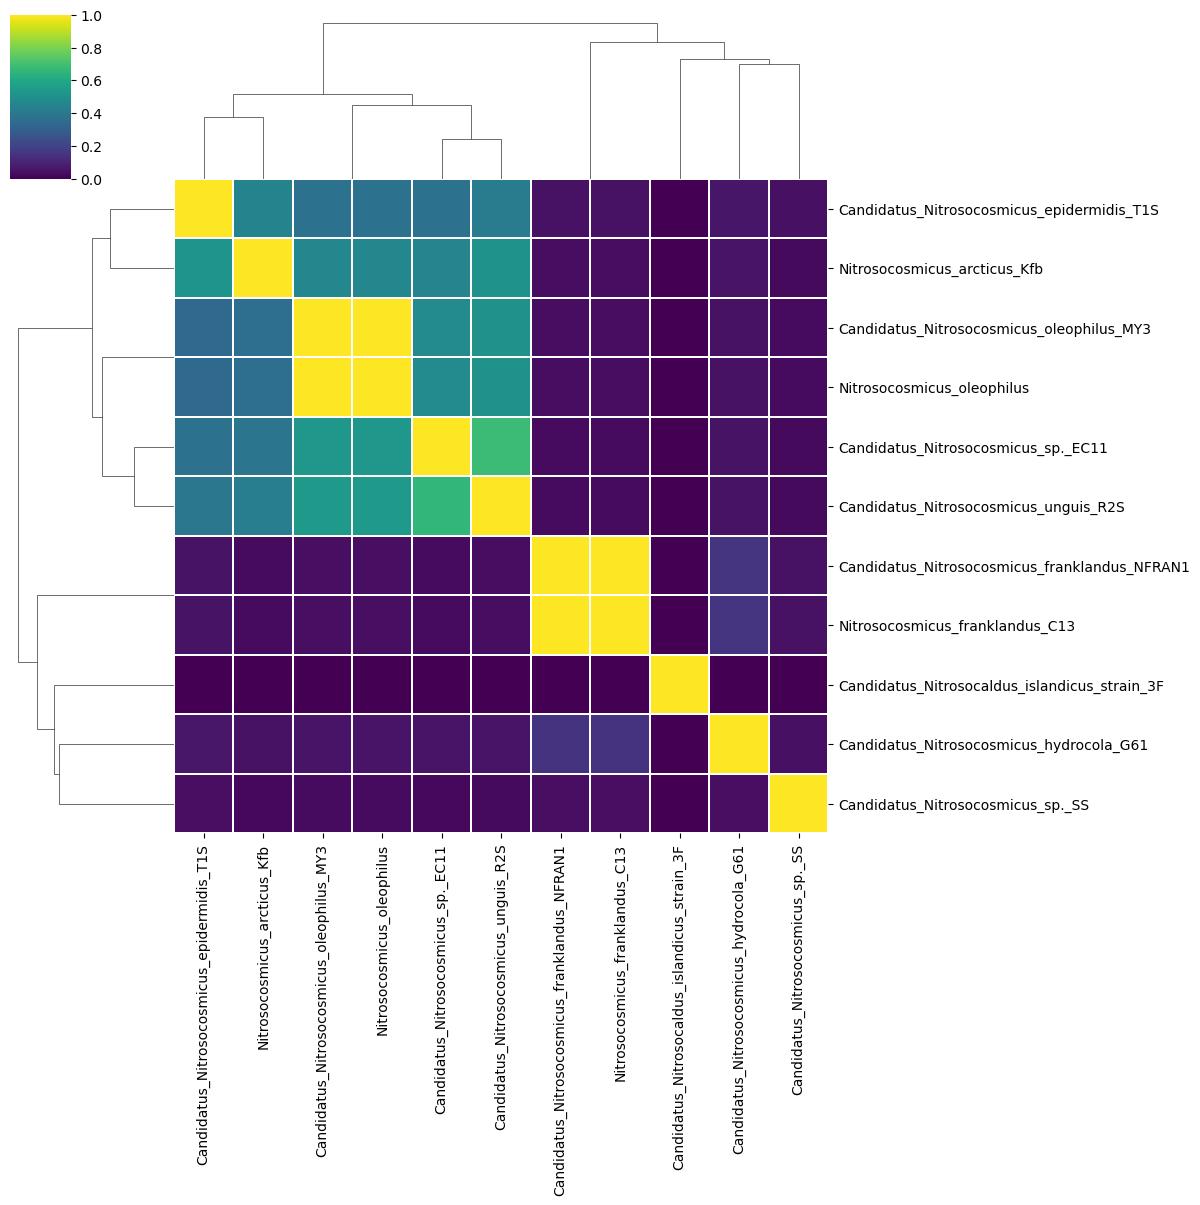 1.0
0.8
0.6
0.4
0.2
0.0
Candidatus_Nitrosocosmicus_epidermidis_T1S
Nitrosocosmicus_arcticus_Kfb
Candidatus_Nitrosocosmicus_oleophilus_MY3
Nitrosocosmicus_oleophilus
Candidatus_Nitrosocosmicus_sp._EC11
Candidatus_Nitrosocosmicus_unguis_R2S
Candidatus_Nitrosocosmicus_franklandus_NFRAN1
Nitrosocosmicus_franklandus_C13
Candidatus_Nitrosocaldus_islandicus_strain_3F
Candidatus_Nitrosocosmicus_hydrocola_G61
Candidatus_Nitrosocosmicus_sp._SS
Candidatus_Nitrosocosmicus_epidermidis_T1S
Nitrosocosmicus_arcticus_Kfb
Candidatus_Nitrosocosmicus_oleophilus_MY3
Nitrosocosmicus_oleophilus
Candidatus_Nitrosocosmicus_sp._EC11
Candidatus_Nitrosocosmicus_unguis_R2S
Candidatus_Nitrosocosmicus_franklandus_NFRAN1
Nitrosocosmicus_franklandus_C13
Candidatus_Nitrosocaldus_islandicus_strain_3F
Candidatus_Nitrosocosmicus_hydrocola_G61
Candidatus_Nitrosocosmicus_sp._SS